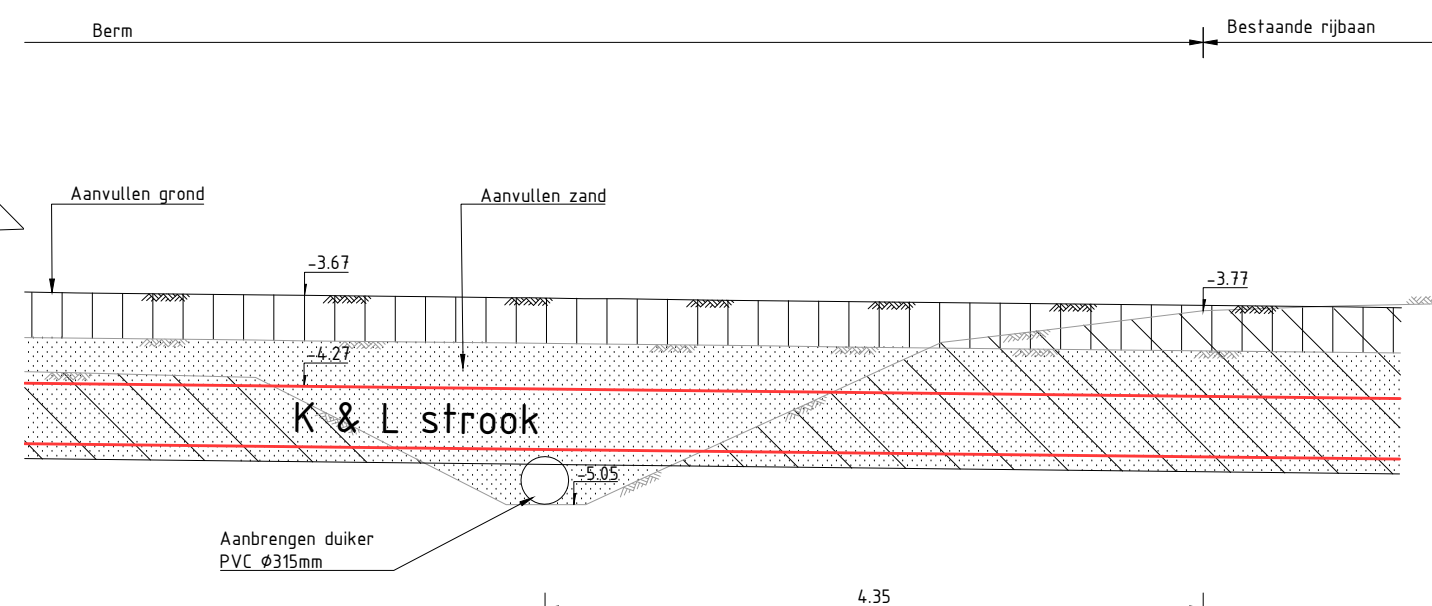 Berm
Bestaande rijbaan
Aanvullen grond
Aanvullen zand
-3.67
-3.77
-4.27
K & L strook
-5.05
Aanbrengen duiker
PVC Ø315mm
4.35